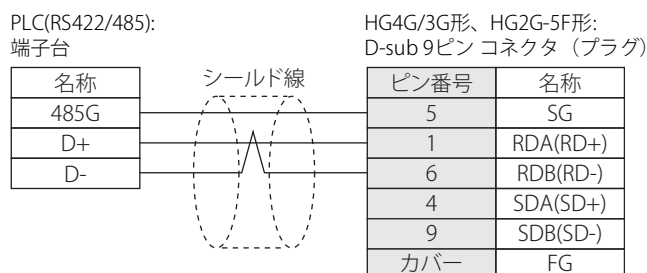 PLC(RS422/485):
端子台
HG4G/3G形、HG2G-5F形:
D-sub 9ピン コネクタ（プラグ）
シールド線
名称
485G
D+
D-
ピン番号 名称
5 SG
1 RDA(RD+)
6 RDB(RD-)
4 SDA(SD+)
9 SDB(SD-)
カバー FG